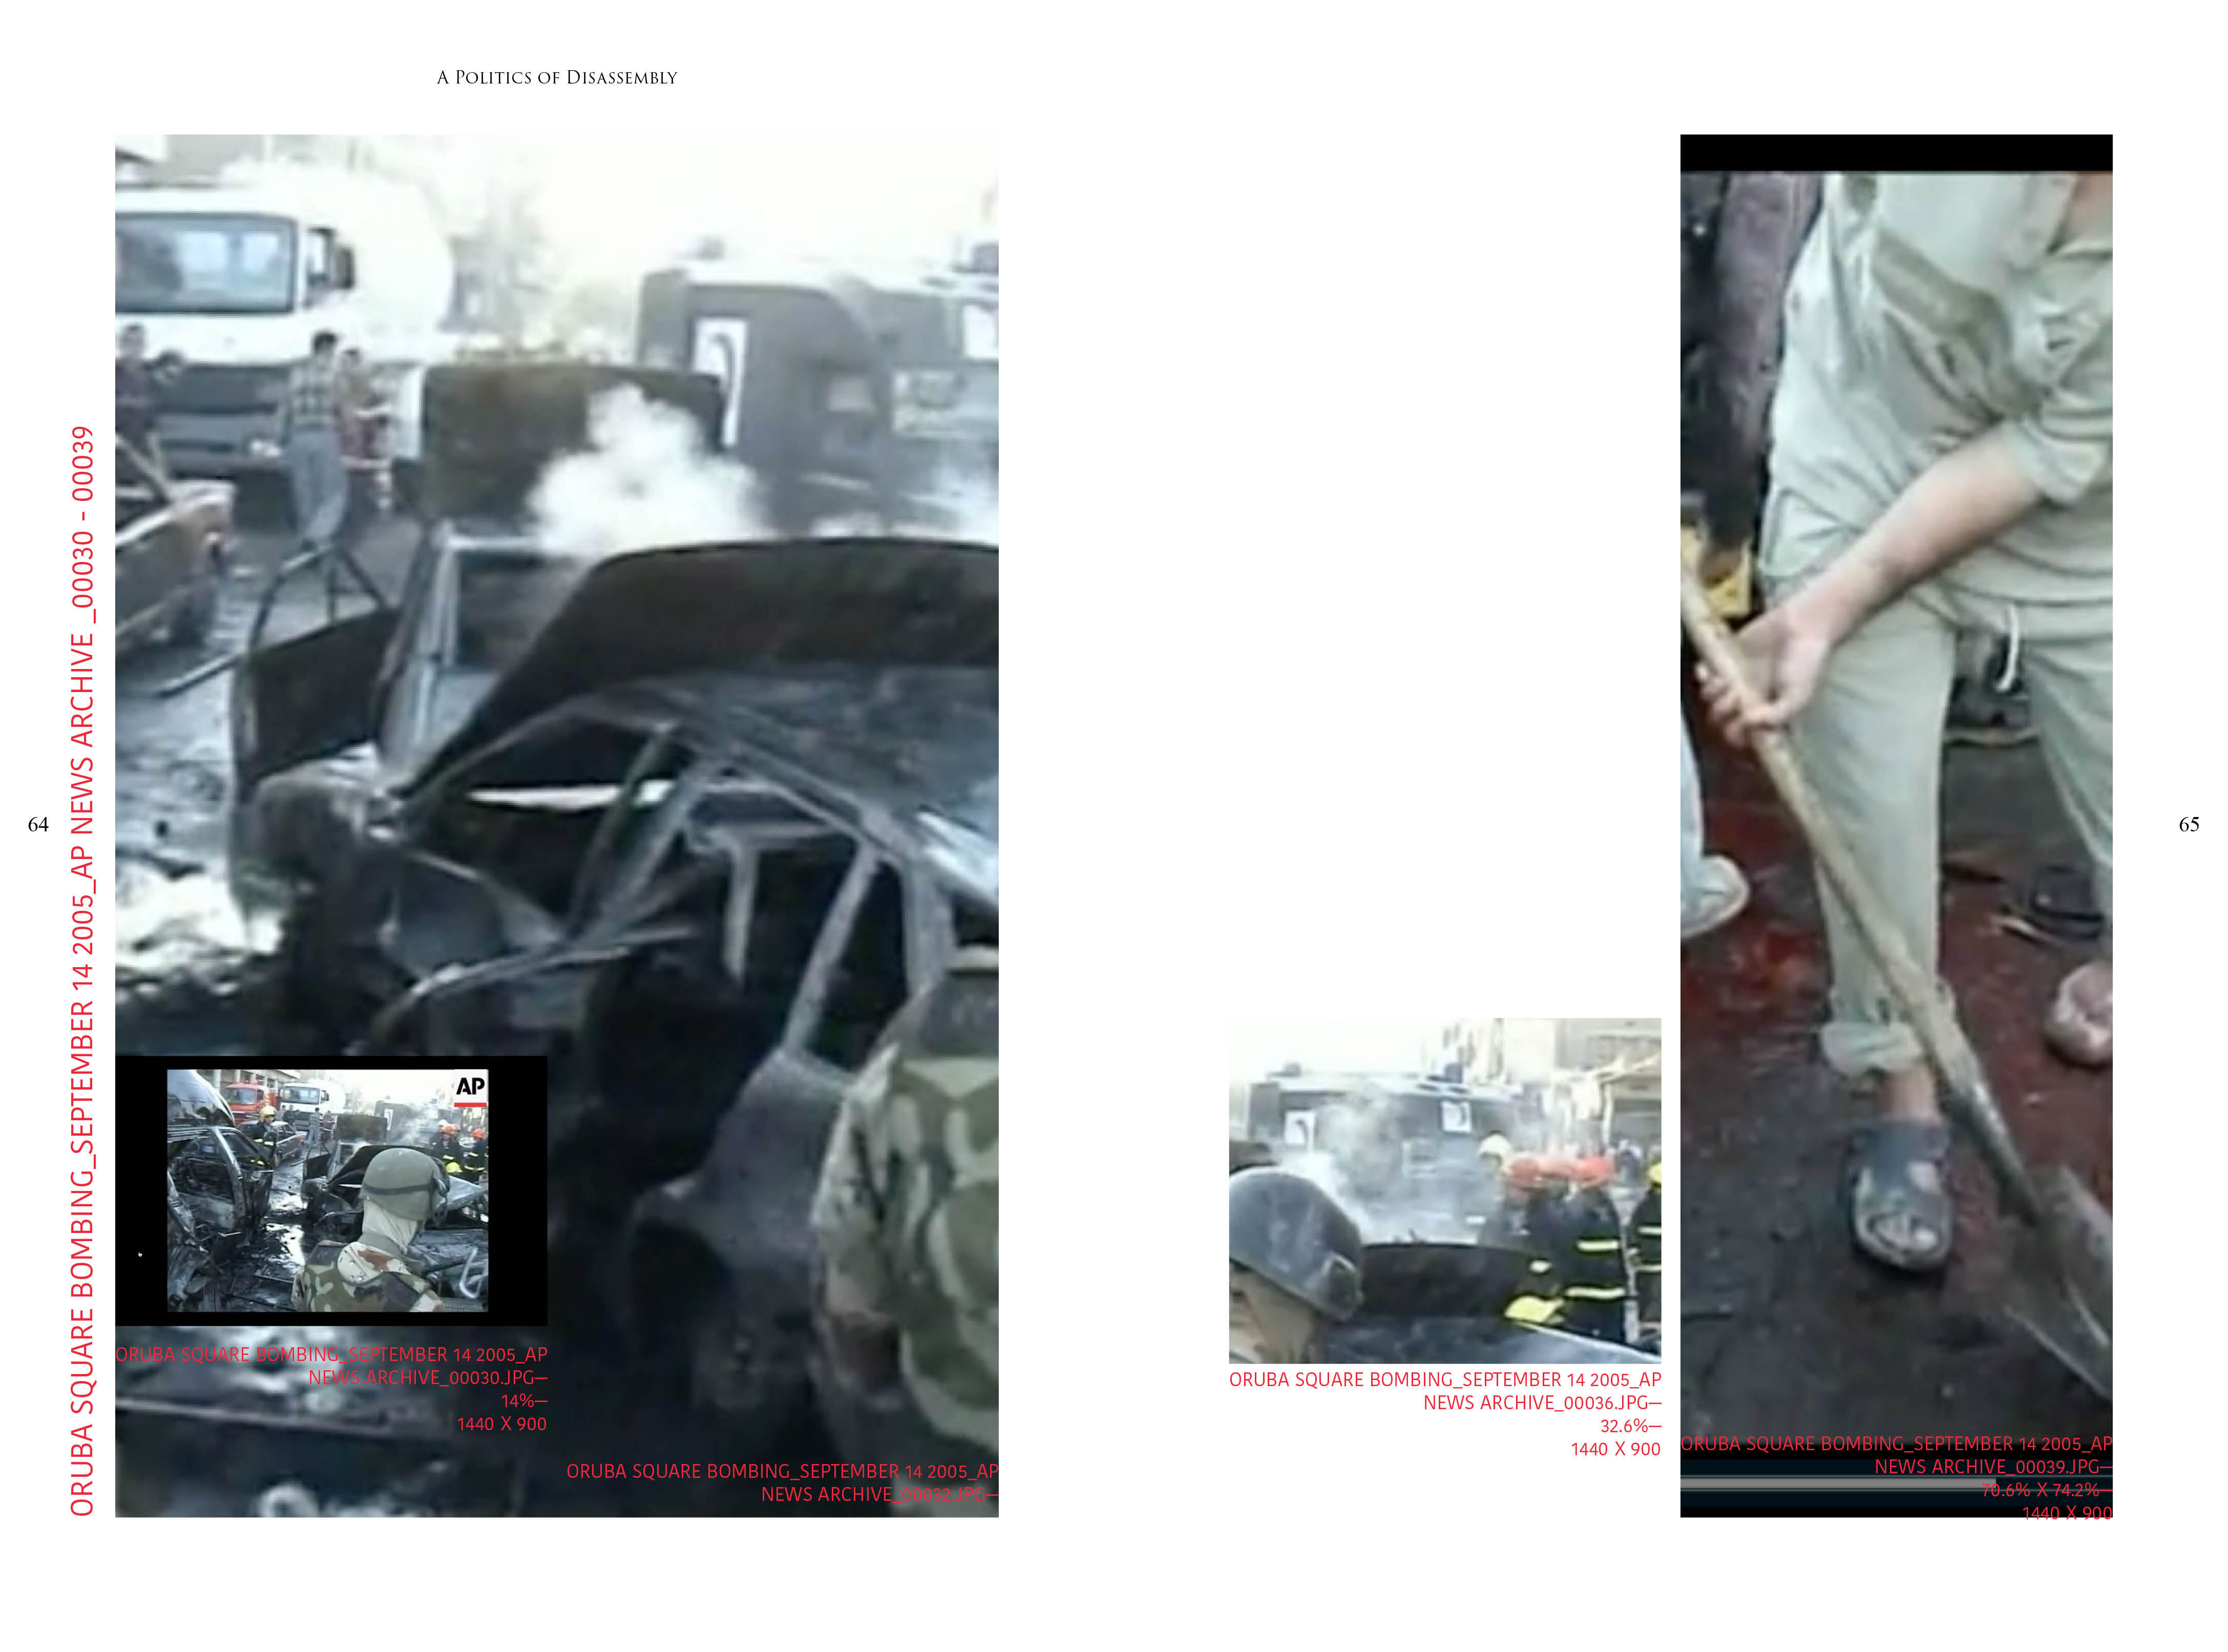 A Politics of Disassembly
ORUBA SQUARE BOMBING_SEPTEMBER 14 2005_AP NEWS ARCHIVE _00030 - 00039
64
AP
ORUBA SQUARE BOMBING_SEPTEMBER 14 2005_AP
NEWS ARCHIVE_00030.JPG—
14%—
1440 X 900
ORUBA SQUARE BOMBING_SEPTEMBER 14 2005_AP
NEWS ARCHIVE_00032.JPG—
ORUBA SQUARE BOMBING_SEPTEMBER 14 2005_AP
NEWS ARCHIVE_00036.JPG—
32.6%—
1440 X 900
ORUBA SQUARE BOMBING_SEPTEMBER 14 2005_AP
NEWS ARCHIVE_00039.JPG—
70.6% X 74.2%—
1440 X 900
65